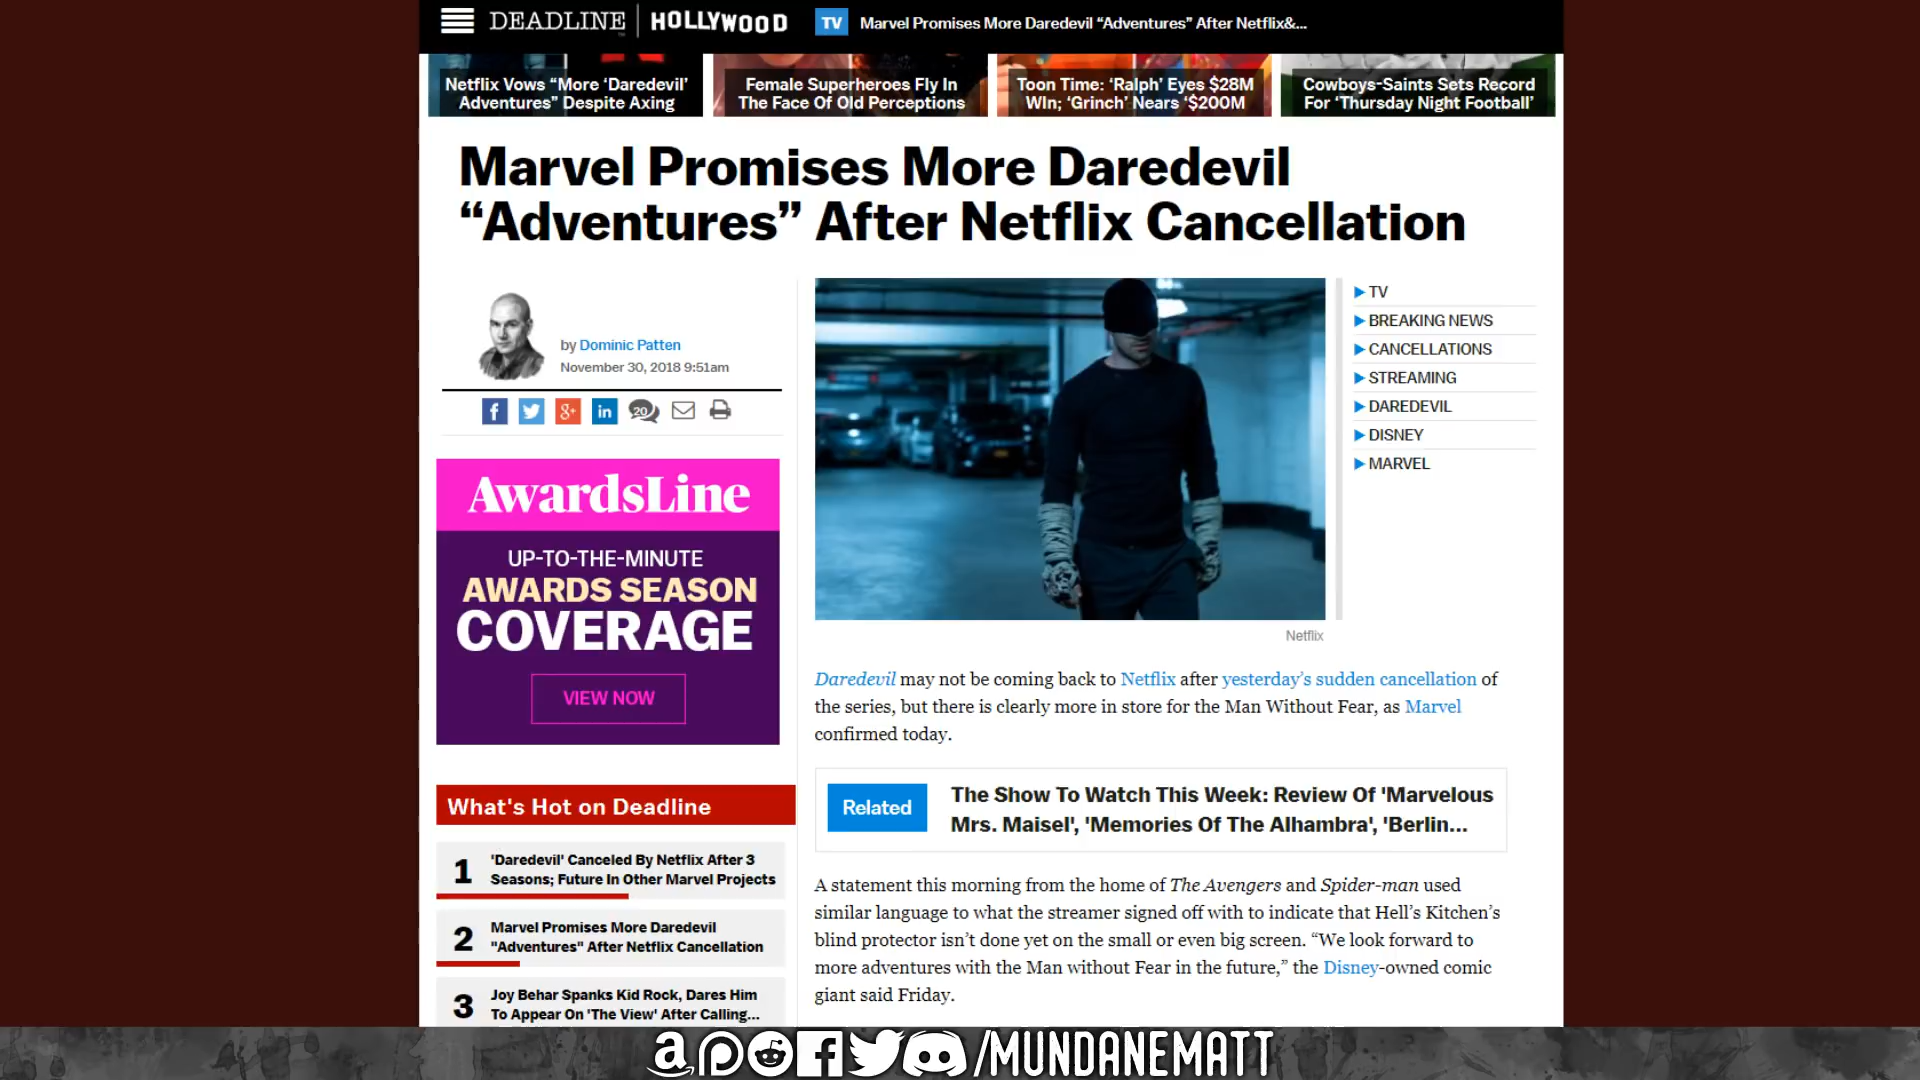 DEADLINE HOLLYWOOD TV Marvel Promises More Daredevil “Adventures” After Netflix&...
Netflix Vows “More ‘Daredevil’
Adventures” Despite Axing
Female Superheroes Fly In
The Face Of Old Perceptions
Toon Time: ‘Ralph’ Eyes $28M
WIn; ‘Grinch’ Nears ‘$200M
Cowboys-Saints Sets Record
For ‘Thursday Night Football’
Marvel Promises More Daredevil
“Adventures” After Netflix Cancellation
by Dominic Patten
November 30, 2018 9:51am
20
AwardsLine
UP-TO-THE-MINUTE
AWARDS SEASON
COVERAGE
VIEW NOW
What's Hot on Deadline
1
'Daredevil' Canceled By Netflix After 3
Seasons; Future In Other Marvel Projects
2
Marvel Promises More Daredevil
"Adventures" After Netflix Cancellation
3
Joy Behar Spanks Kid Rock, Dares Him
To Appear On 'The View' After Calling...
Netflix
TV
BREAKING NEWS
CANCELLATIONS
STREAMING
DAREDEVIL
DISNEY
MARVEL
Daredevil may not be coming back to Netflix after yesterday’s sudden cancellation of
the series, but there is clearly more in store for the Man Without Fear, as Marvel
confirmed today.
Related
The Show To Watch This Week: Review Of 'Marvelous
Mrs. Maisel', 'Memories Of The Alhambra', 'Berlin...
A statement this morning from the home of The Avengers and Spider-man used
similar language to what the streamer signed off with to indicate that Hell’s Kitchen’s
blind protector isn’t done yet on the small or even big screen. “We look forward to
more adventures with the Man without Fear in the future,” the Disney-owned comic
giant said Friday.
/MUNDANEMATT